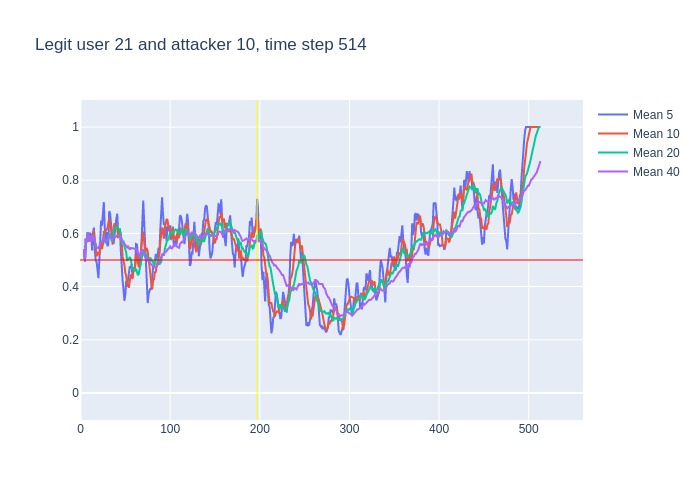 Legit user 21 and attacker 10, time step 514
Mean 5
Mean 10
Mean 20
Mean 40
1
0.8
0.6
0.4
0.2
0
0 100 200 300 400 500